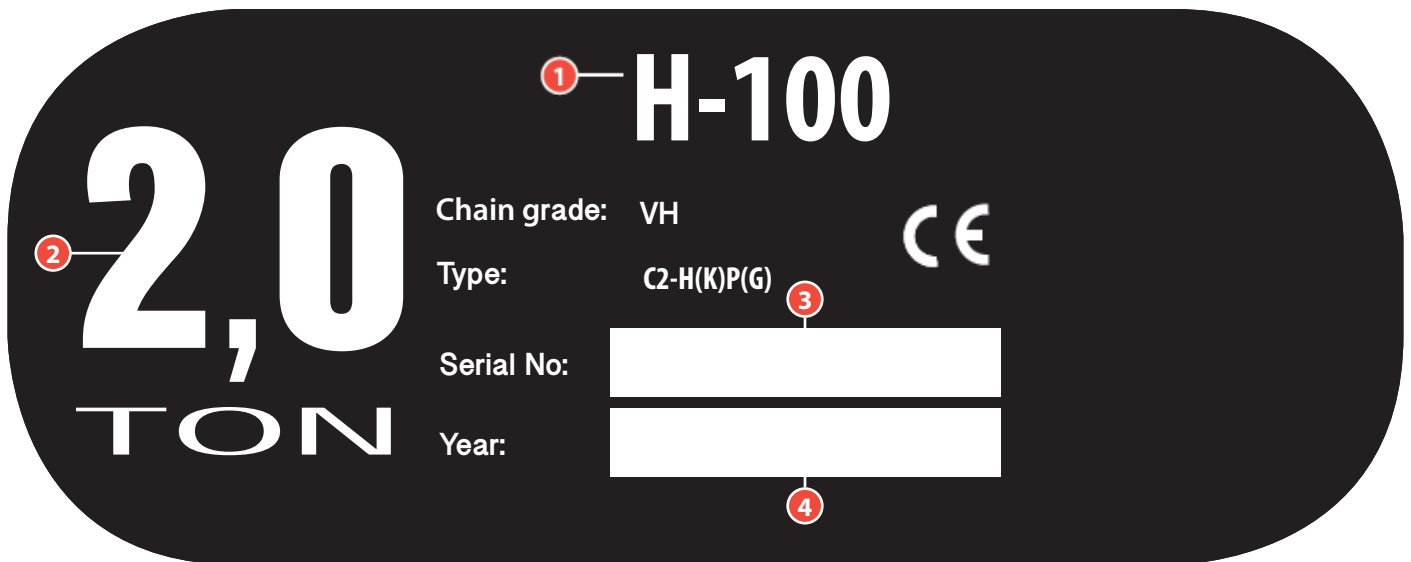 1 H-100
2 2,0
TON
Chain grade: VH
CE
Type: C2-H(K)P(G)
3
Serial No:
Year:
4